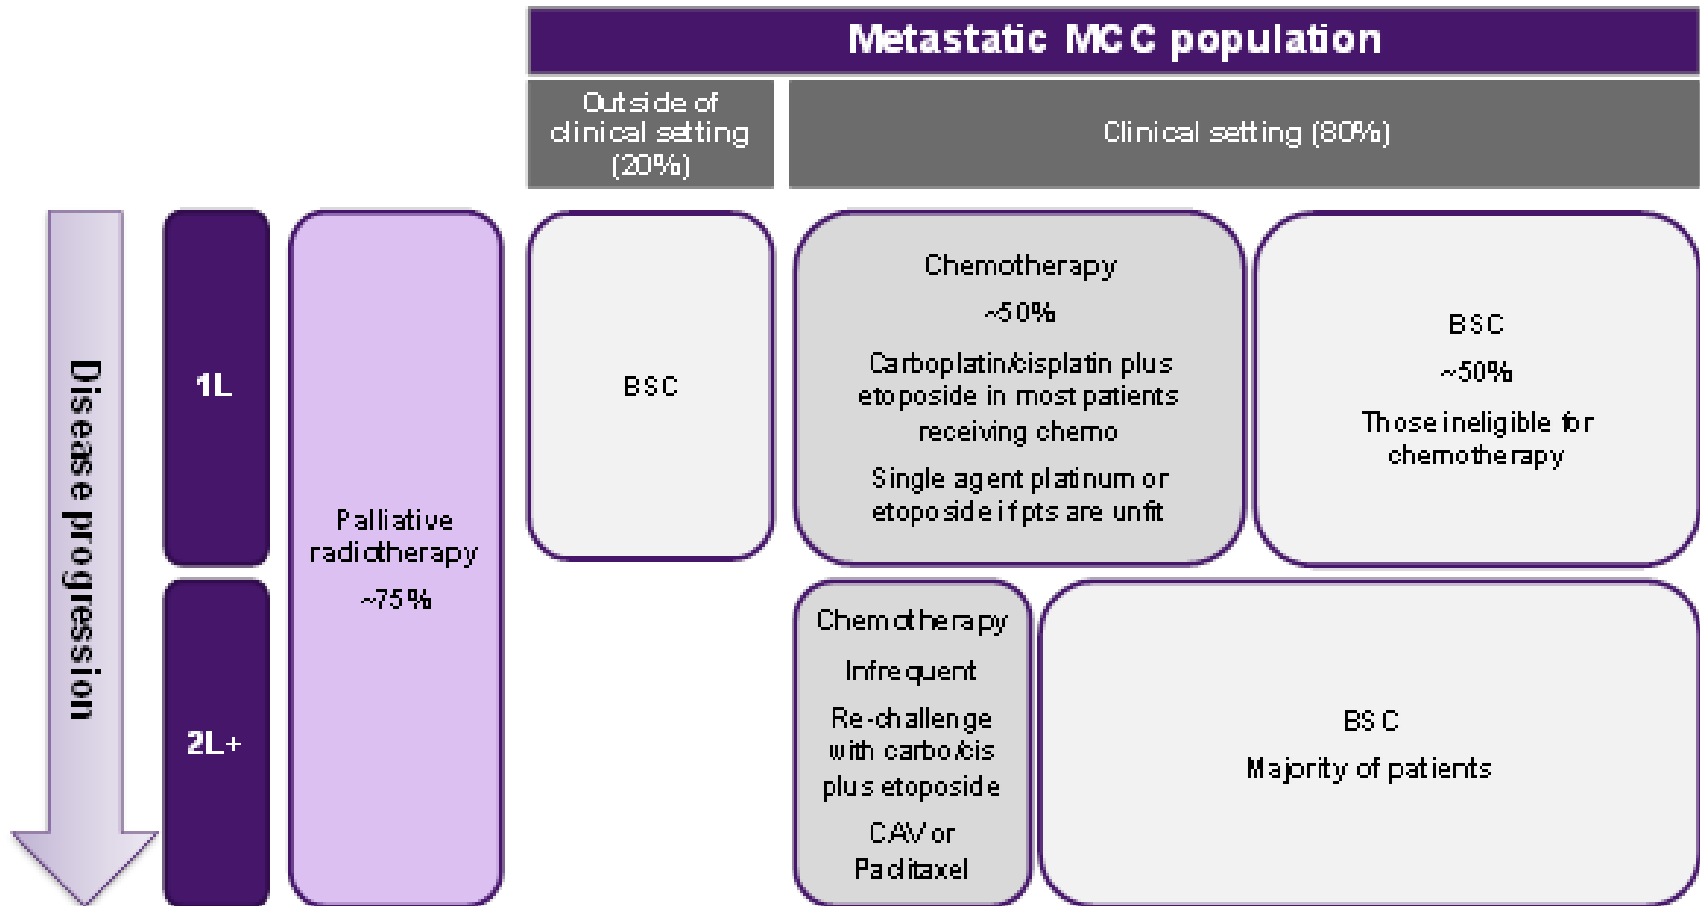 Metastatic MCC population
Outside of
clinical setting
(20%)
Clinical setting (80%)
Disease progression
1L
Palliative
radiotherapy
~75%
BSC
Chemotherapy
~50%
Carboplatin/cisplatin plus
etoposide in most patients
receiving chemo
Single agent platinum or
etoposide if pts are unfit
BSC
~50%
Those ineligible for
chemotherapy
2L+
Chemotherapy
Infrequent
Re-challenge
with carbo/cis
plus etoposide
CAV or
Paclitaxel
BSC
Majority of patients